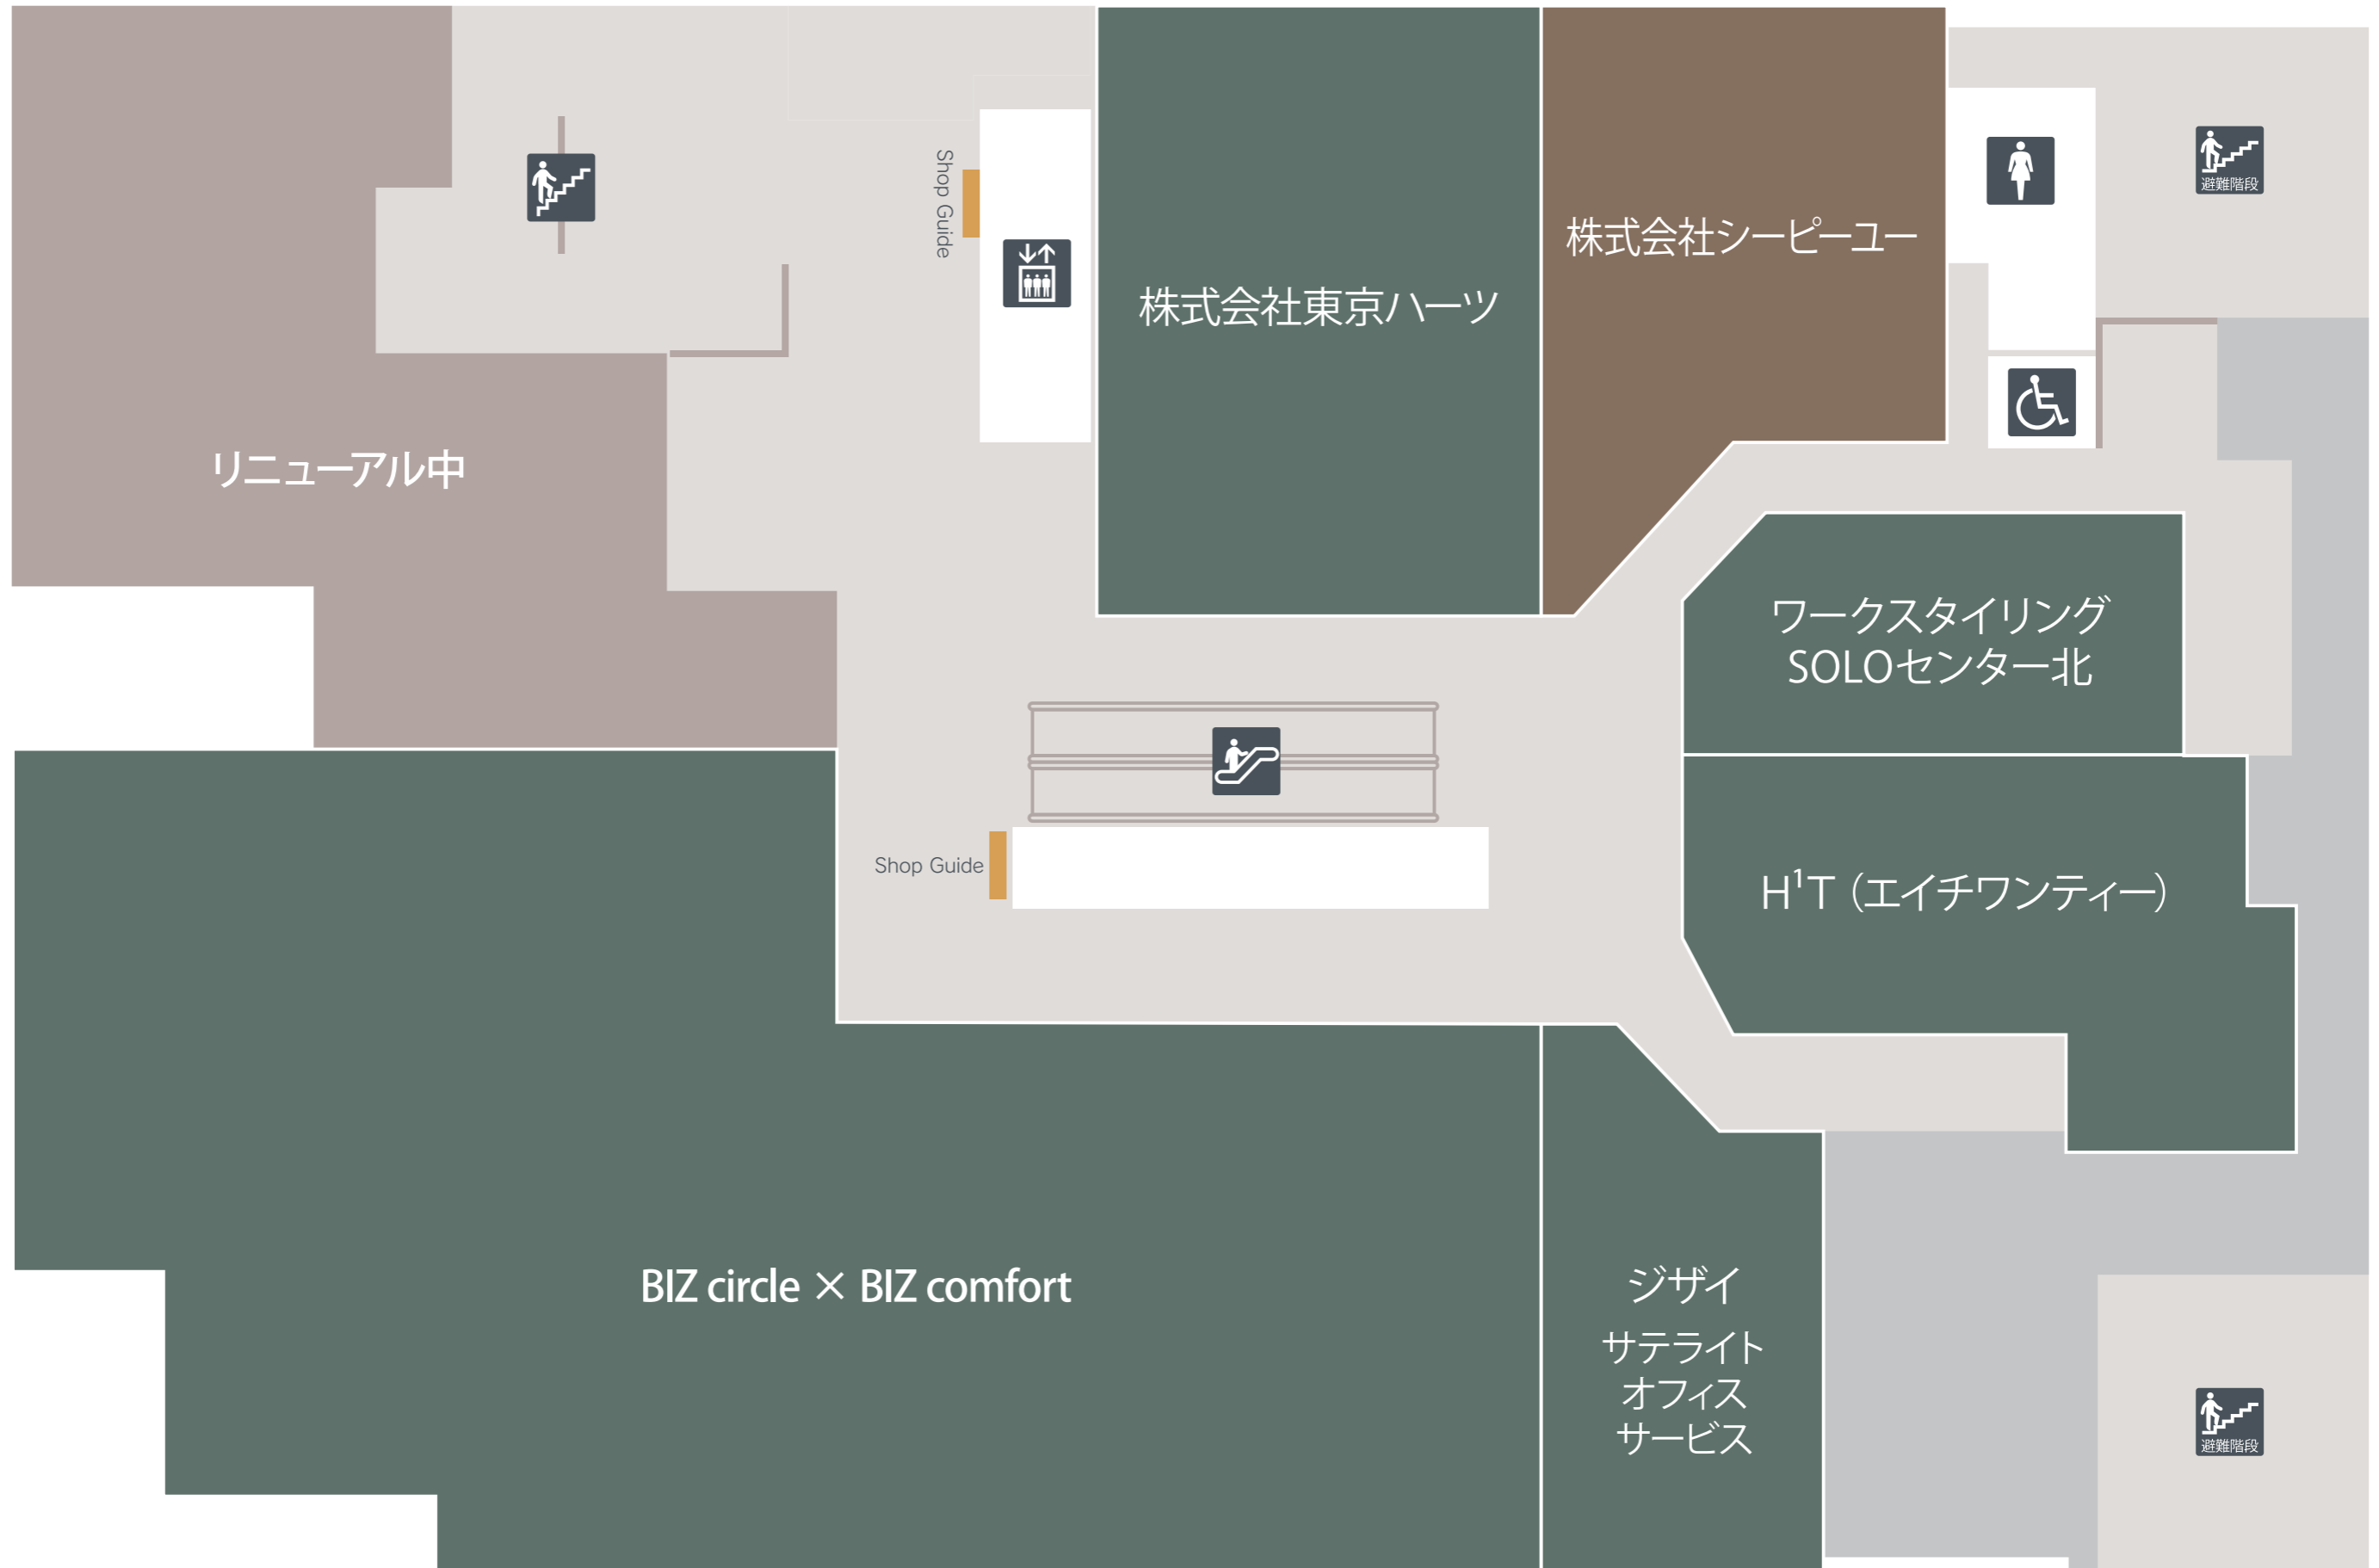 避難階段
Shop Guide
株式会社シーピーユー
株式会社東京ハーツ
リニューアル中
ワークスタイリング
SOLOセンター北
Shop Guide
H¹T（エイチワンティー）
BIZ circle × BIZ comfort
ジザイ
サテライト
オフィス
サービス
避難階段